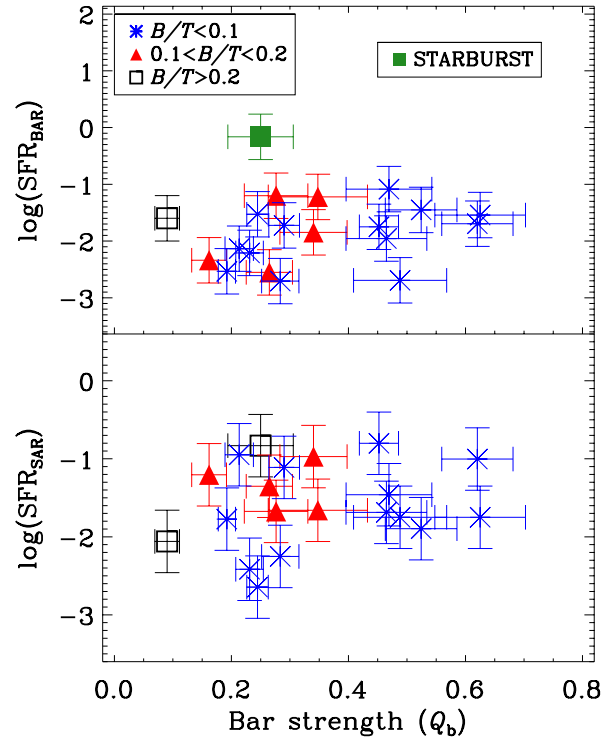 B/T<0.1
0.1<B/T<0.2
B/T>0.2
STARBURST
log(SFR_BAR)
2
1
0
−1
−2
−3
log(SFR_SAR)
0
−1
−2
−3
0.0 0.2 0.4 0.6 0.8
Bar strength (Q_b)